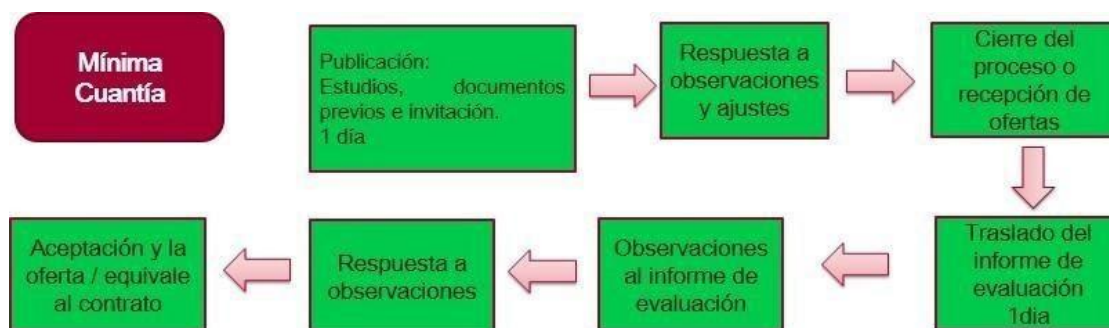 Mínima
Cuantía
Publicación:
Estudios, documentos
previos e invitación.
1 día
Respuesta a
observaciones
y ajustes
Cierre del
proceso o
recepción de
ofertas
Traslado del
informe de
evaluación
1dia
Observaciones
al informe de
evaluación
Respuesta a
observaciones
Aceptación y la
oferta / equivale
al contrato